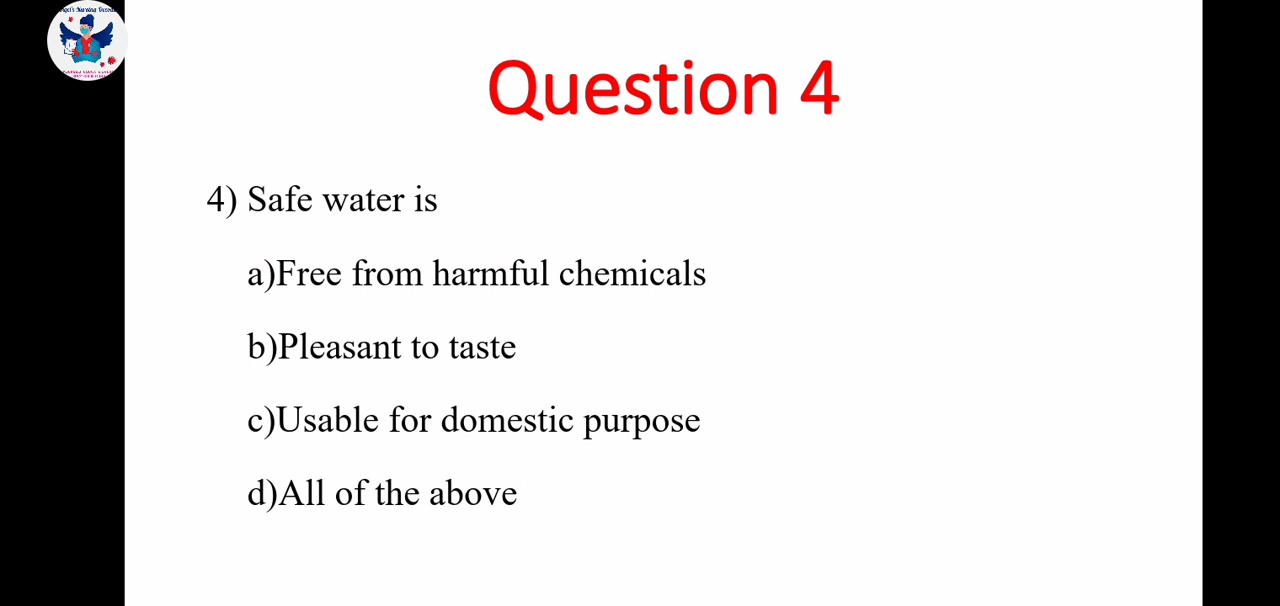 Question 4
4) Safe water is
a)Free from harmful chemicals
b)Pleasant to taste
c)Usable for domestic purpose
d)All of the above